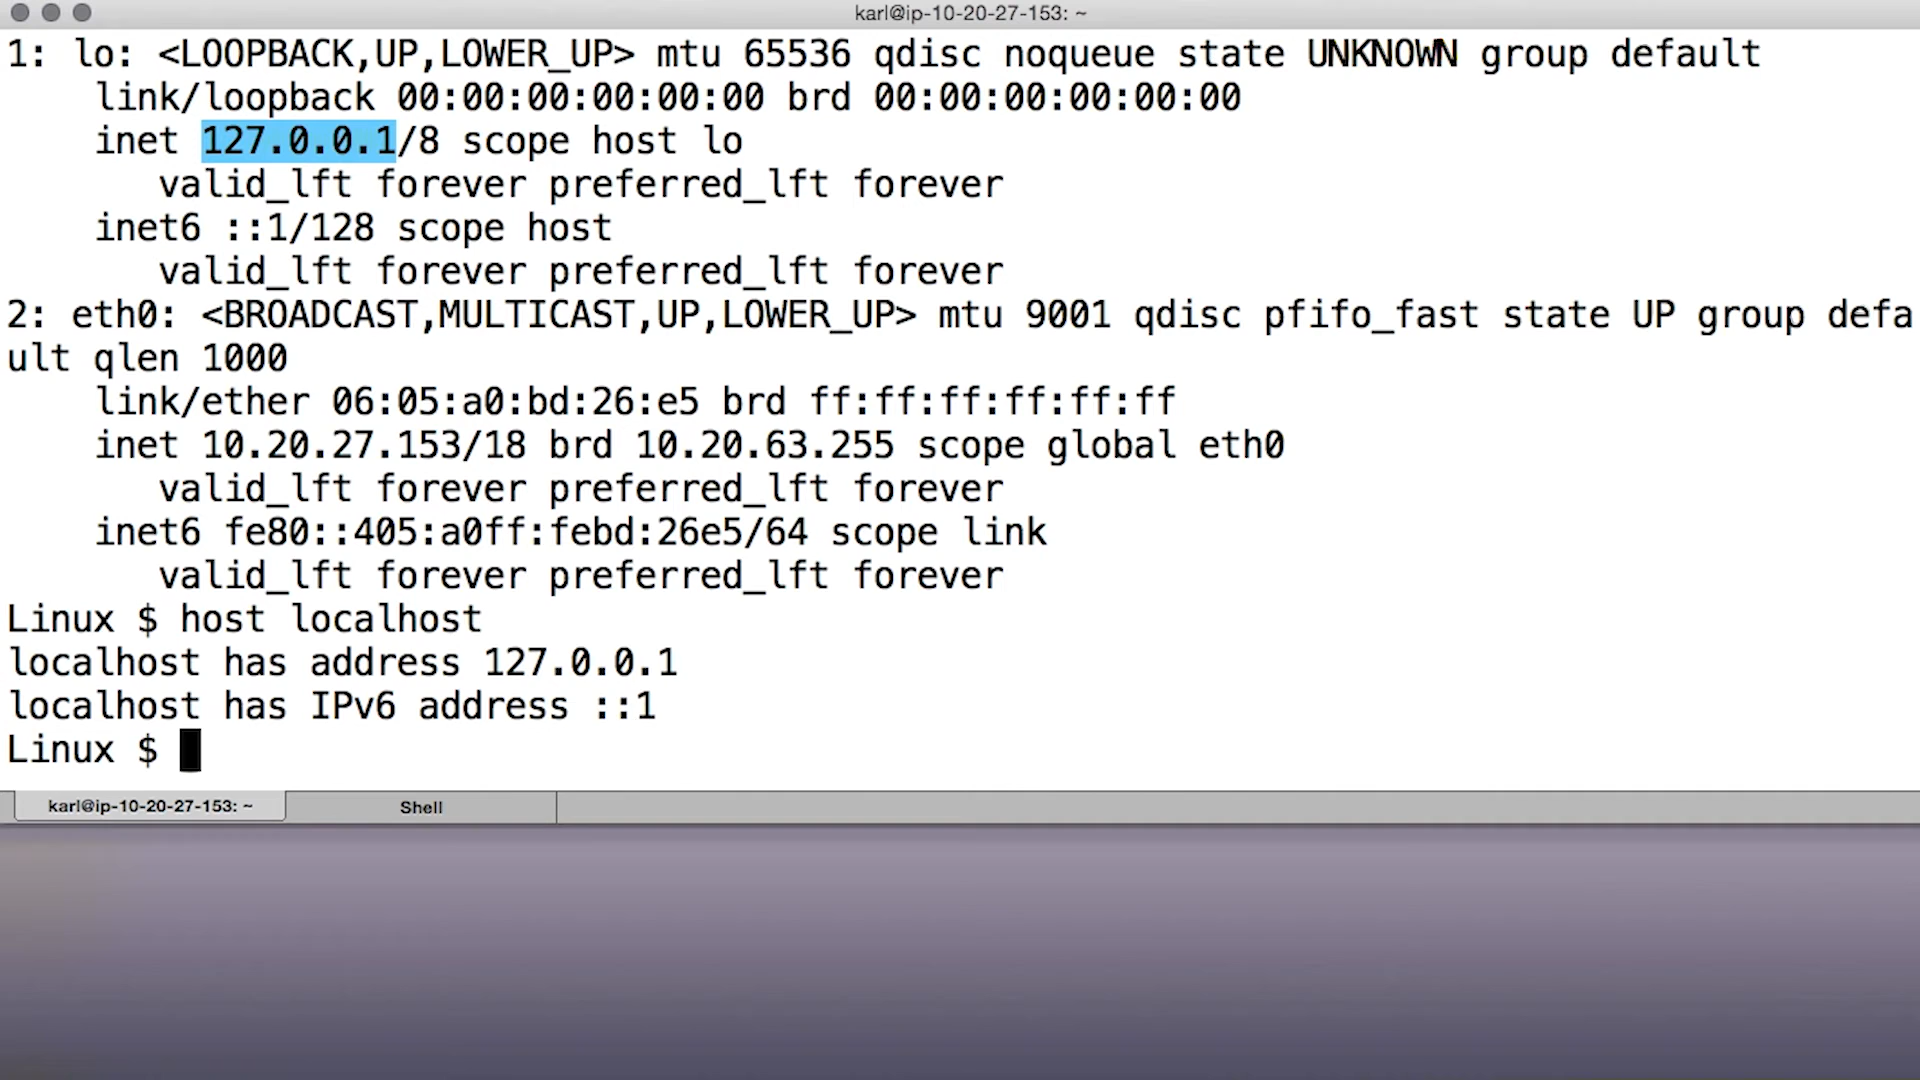 karl@ip-10-20-27-153: ~
1: lo: <LOOPBACK,UP,LOWER_UP> mtu 65536 qdisc noqueue state UNKNOWN group default
link/loopback 00:00:00:00:00:00 brd 00:00:00:00:00:00
inet 127.0.0.1/8 scope host lo
valid_lft forever preferred_lft forever
inet6 ::1/128 scope host
valid_lft forever preferred_lft forever
2: eth0: <BROADCAST,MULTICAST,UP,LOWER_UP> mtu 9001 qdisc pfifo_fast state UP group defa
ult qlen 1000
link/ether 06:05:a0:bd:26:e5 brd ff:ff:ff:ff:ff:ff
inet 10.20.27.153/18 brd 10.20.63.255 scope global eth0
valid_lft forever preferred_lft forever
inet6 fe80::405:a0ff:febd:26e5/64 scope link
valid_lft forever preferred_lft forever
Linux $ host localhost
localhost has address 127.0.0.1
localhost has IPv6 address ::1
Linux $
karl@ip-10-20-27-153: ~ Shell